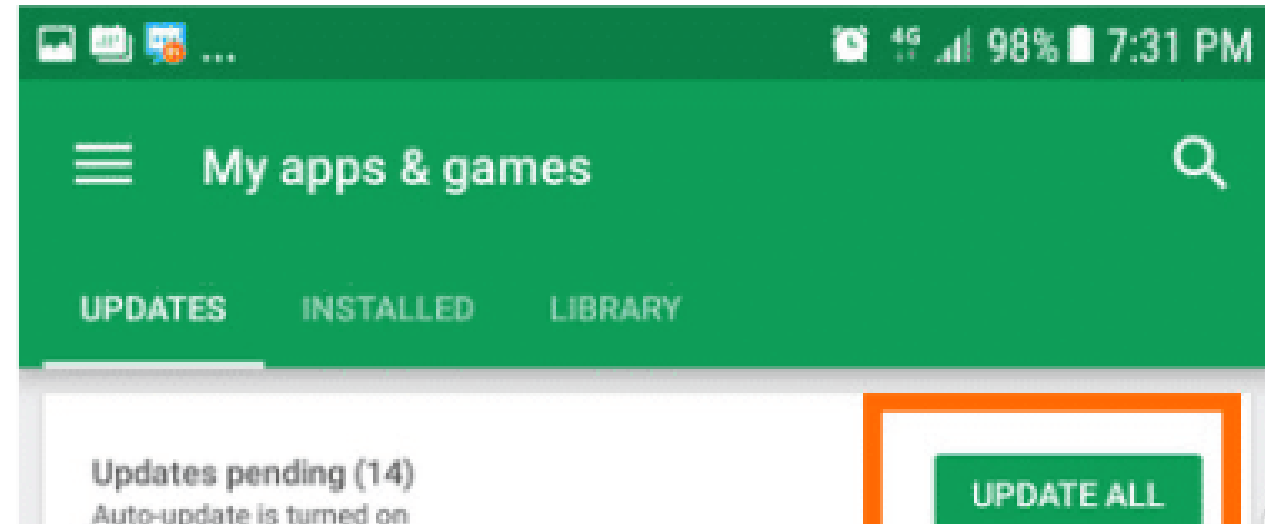 ... 4G 98% 7:31 PM
My apps & games
UPDATES INSTALLED LIBRARY
Updates pending (14)
UPDATE ALL
Auto-update is turned on